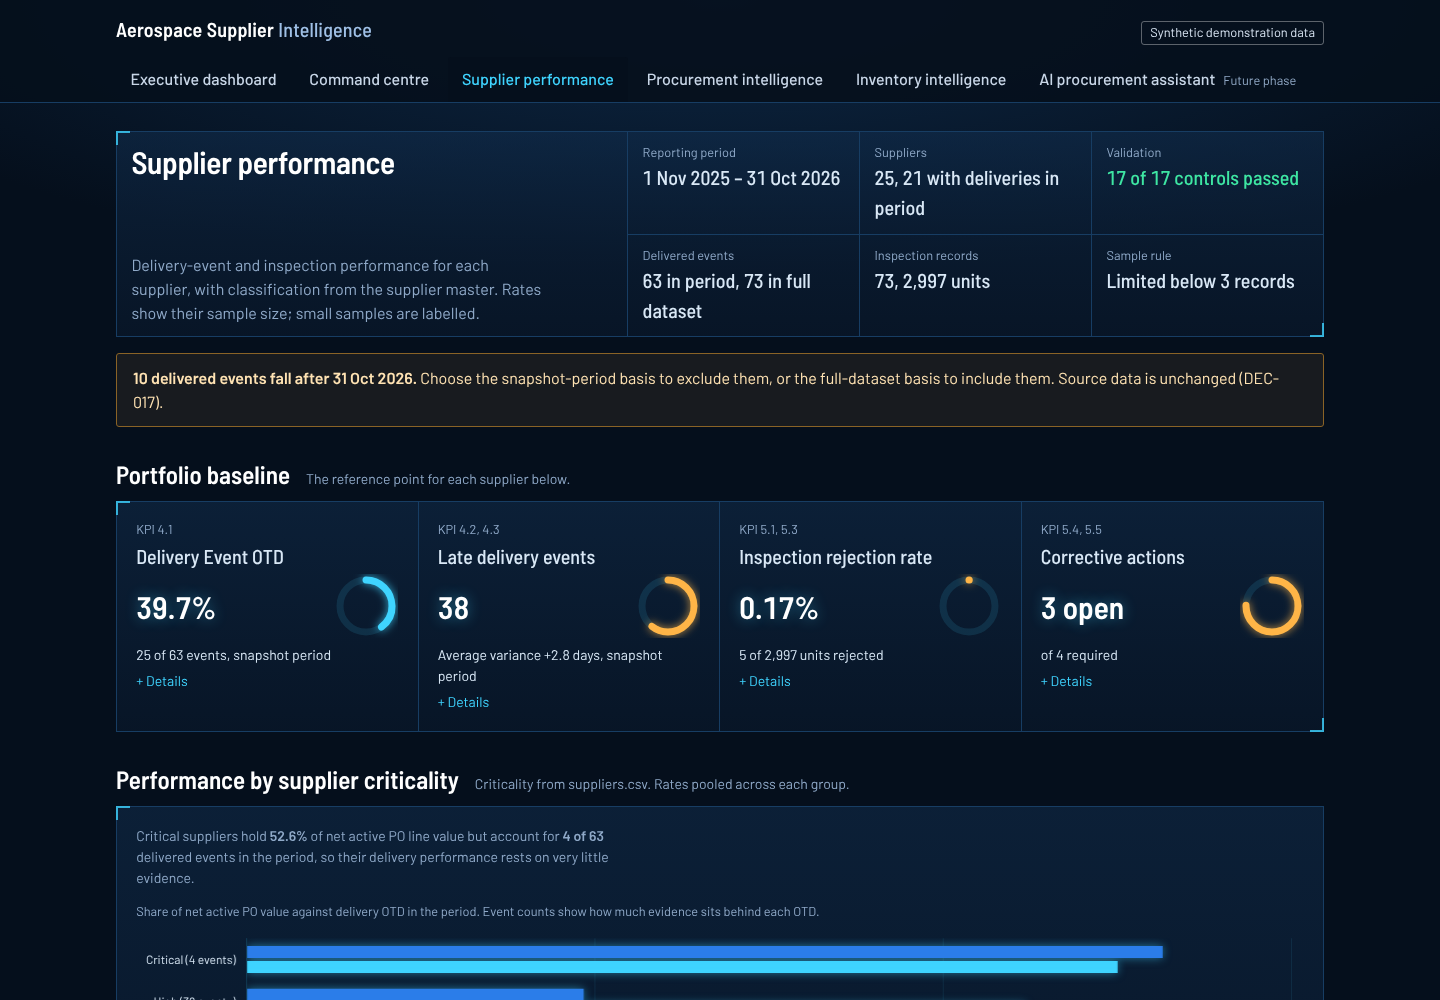 Aerospace Supplier Intelligence
Synthetic demonstration data
Executive dashboard
Command centre
Supplier performance
Procurement intelligence
Inventory intelligence
AI procurement assistant Future phase
Supplier performance
Delivery-event and inspection performance for each
supplier, with classification from the supplier master. Rates
show their sample size; small samples are labelled.
Reporting period
1 Nov 2025 – 31 Oct 2026
Suppliers
25, 21 with deliveries in
period
Validation
17 of 17 controls passed
Delivered events
63 in period, 73 in full
dataset
Inspection records
73, 2,997 units
Sample rule
Limited below 3 records
10 delivered events fall after 31 Oct 2026. Choose the snapshot-period basis to exclude them, or the full-dataset basis to include them. Source data is unchanged (DEC-
017).
Portfolio baseline
The reference point for each supplier below.
KPI 4.1
Delivery Event OTD
39.7%
25 of 63 events, snapshot period
+ Details
KPI 4.2, 4.3
Late delivery events
38
Average variance +2.8 days, snapshot
period
+ Details
KPI 5.1, 5.3
Inspection rejection rate
0.17%
5 of 2,997 units rejected
+ Details
KPI 5.4, 5.5
Corrective actions
3 open
of 4 required
+ Details
Performance by supplier criticality
Criticality from suppliers.csv. Rates pooled across each group.
Critical suppliers hold 52.6% of net active PO line value but account for 4 of 63
delivered events in the period, so their delivery performance rests on very little
evidence.
Share of net active PO value against delivery OTD in the period. Event counts show how much evidence sits behind each OTD.
Critical (4 events)